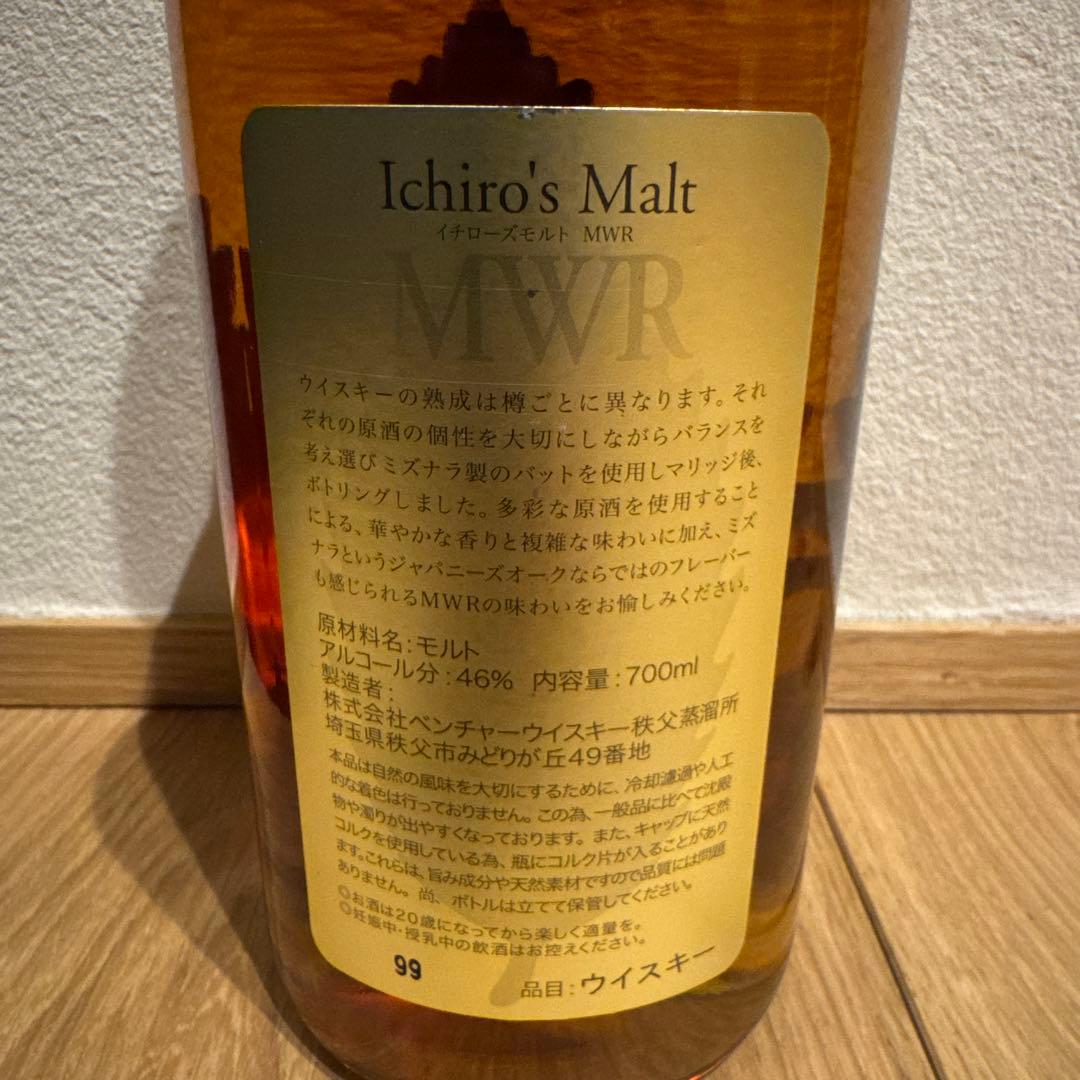 Ichiro's Malt
イチローズモルト MWR
MWR
ウイスキーの熟成は樽ごとに異なります。それ
ぞれの原酒の個性を大切にしながらバランスを
考え選びミズナラ製のバットを使用しマリッジ後、
ボトリングしました。多彩な原酒を使用すること
による、華やかな香りと複雑な味わいに加え、ミズ
ナラというジャパニーズオークならではのフレーバー
も感じられるMWRの味わいをお愉しみください。
原材料名：モルト
アルコール分：46% 内容量：700ml
製造者：
株式会社ベンチャーウイスキー秩父蒸溜所
埼玉県秩父市みどりが丘49番地
本品は自然の風味を大切にするために、冷却濾過や人工
的な着色は行っておりません。この為、一般品に比べて沈殿
物や濁りが出やすくなっております。また、キャップに天然
コルクを使用している為、瓶にコルク片が入ることがあり
ます。これらは、旨み成分や天然素材ですので品質には問題
ありません。尚、ボトルは立てて保管してください。
◎お酒は20歳になってから楽しく適量を。
◎妊娠中・授乳中の飲酒はお控えください。
99
品目：ウイスキー